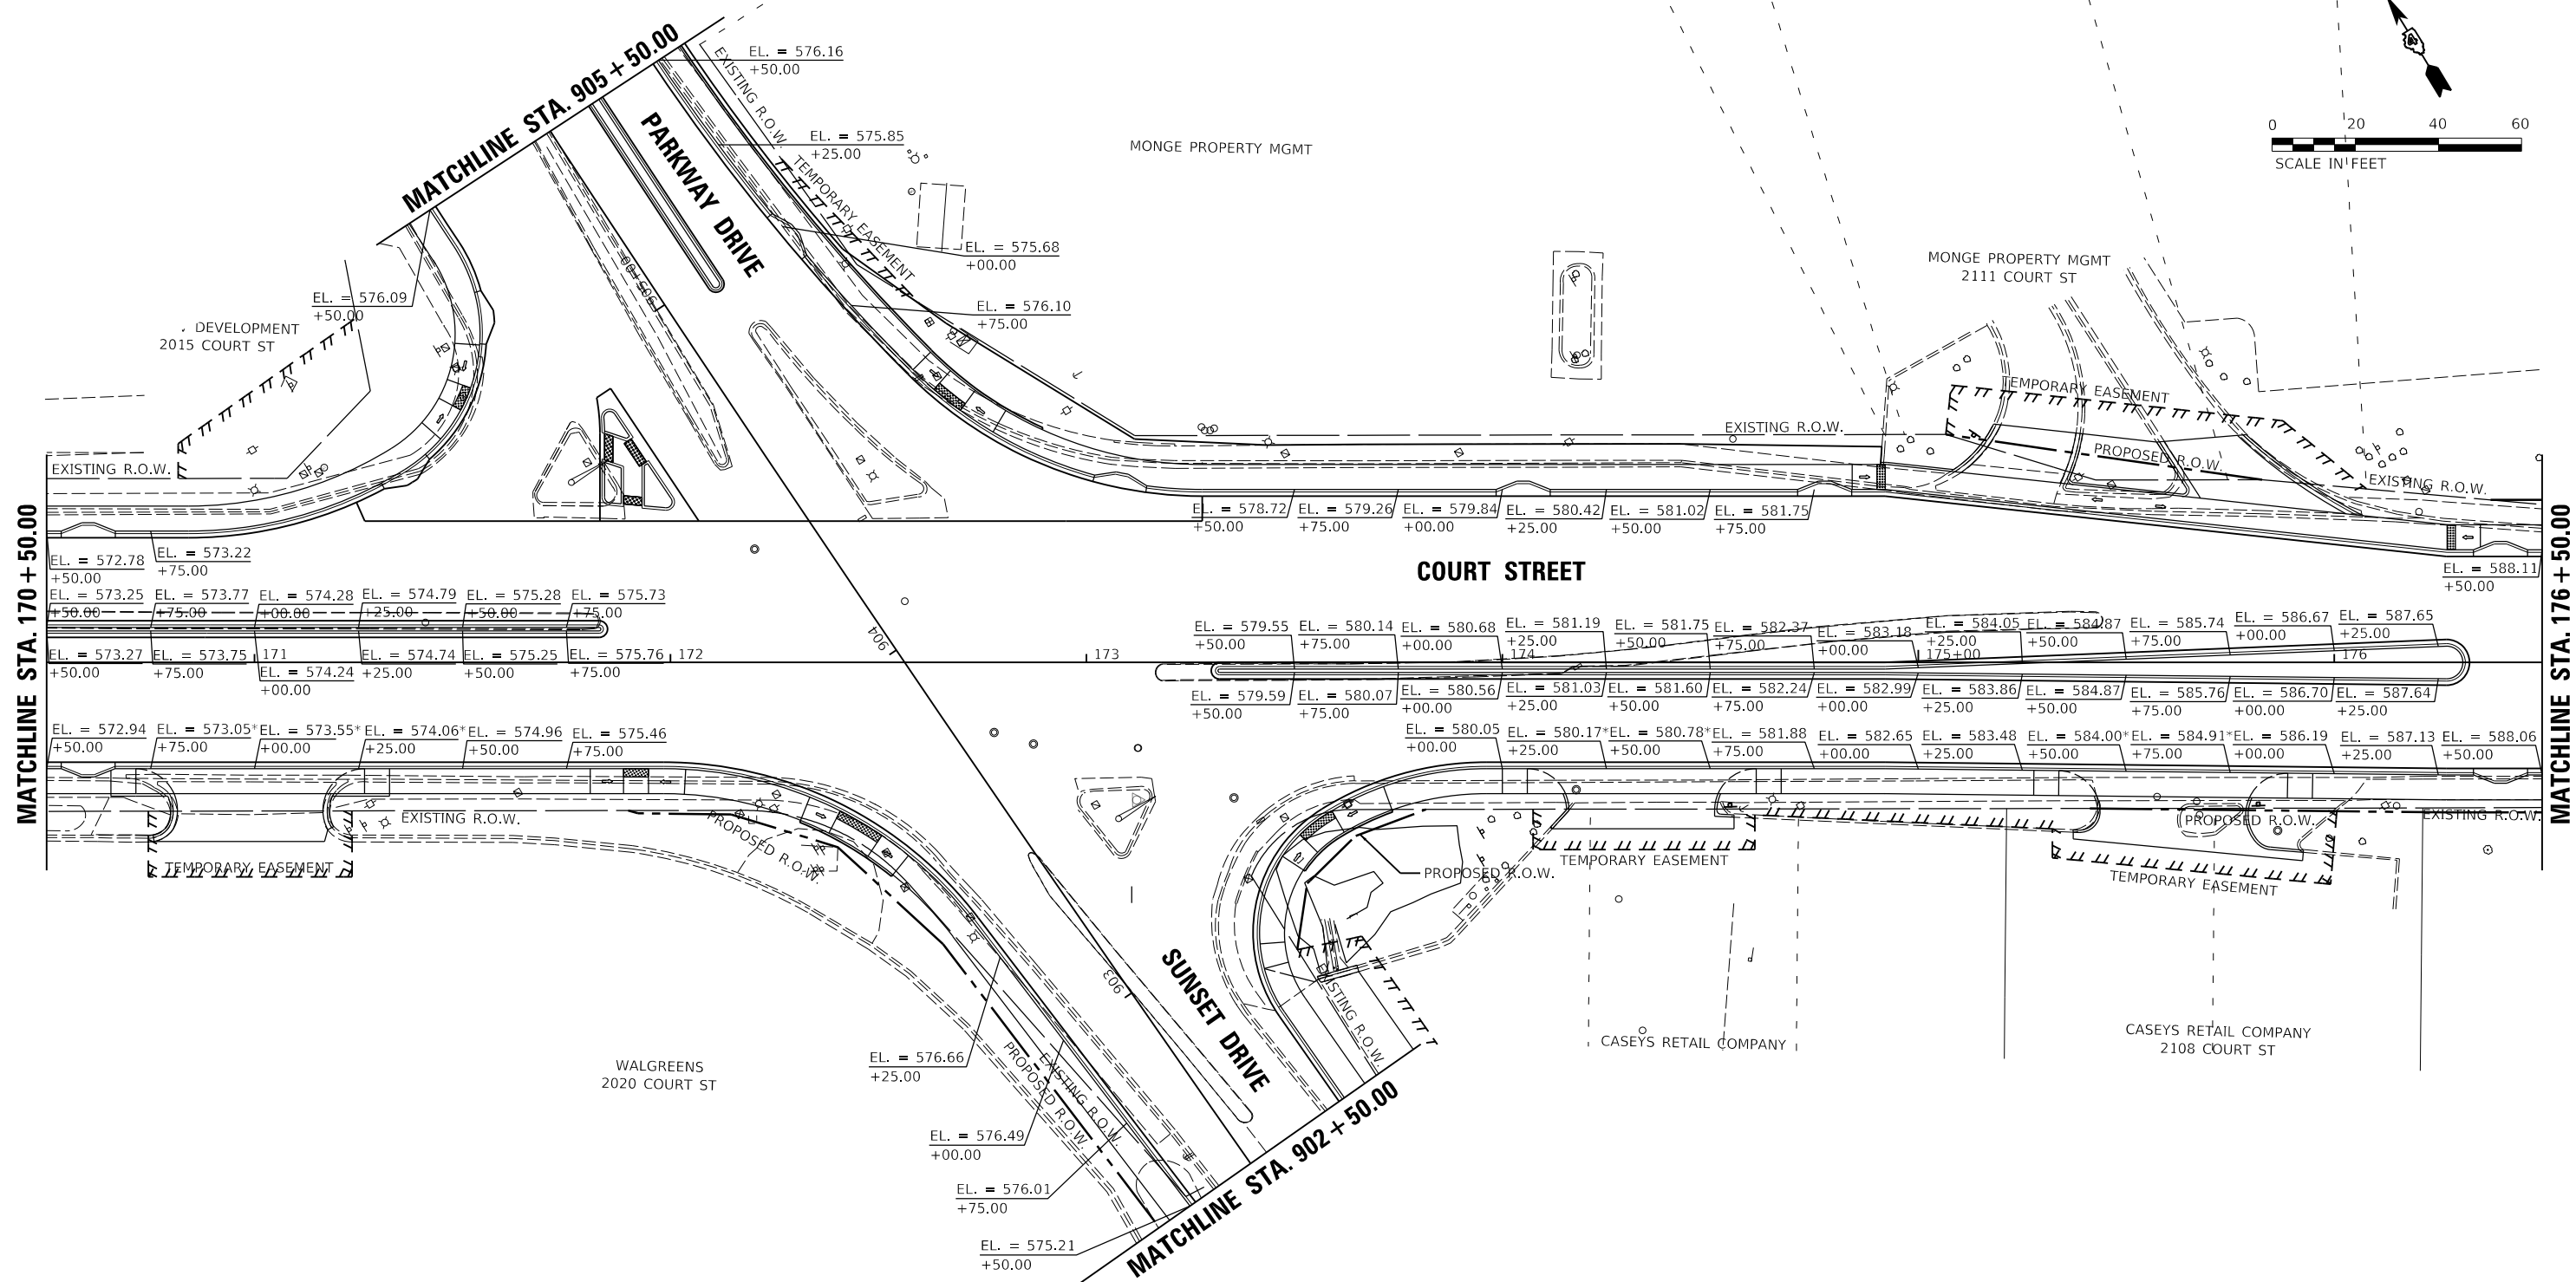 MATCHLINE STA. 905+50.00
EL. = 576.16
+50.00
EXISTING R.O.W.
PARKWAY DRIVE
EL. = 575.85
+25.00
TEMPORARY EASEMENT
MONGE PROPERTY MGMT
0 20 40 60
SCALE IN FEET
EL. = 575.68
+00.00
MONGE PROPERTY MGMT
2111 COURT ST
905+00
EL. = 576.09
+50.00
EL. = 576.10
+75.00
DEVELOPMENT
2015 COURT ST
TEMPORARY EASEMENT
EXISTING R.O.W.
EXISTING R.O.W.
PROPOSED R.O.W.
EXISTING R.O.W.
MATCHLINE STA. 170+50.00
EL. = 578.72
+50.00
EL. = 579.26
+75.00
EL. = 579.84
+00.00
EL. = 580.42
+25.00
EL. = 581.02
+50.00
EL. = 581.75
+75.00
EL. = 572.78
+50.00
EL. = 573.22
+75.00
COURT STREET
EL. = 588.11
+50.00
MATCHLINE STA. 176+50.00
EL. = 573.25
+50.00
EL. = 573.77
+75.00
EL. = 574.28
+00.00
EL. = 574.79
+25.00
EL. = 575.28
+50.00
EL. = 575.73
+75.00
904
EL. = 579.55
+50.00
EL. = 580.14
+75.00
EL. = 580.68
+00.00
EL. = 581.19
+25.00
EL. = 581.75
+50.00
EL. = 582.37
+75.00
EL. = 583.18
+00.00
EL. = 584.05
+25.00
EL. = 584.87
+50.00
EL. = 585.74
+75.00
EL. = 586.67
+00.00
EL. = 587.65
+25.00
171
172
173
174
175+00
176
EL. = 573.27
+50.00
EL. = 573.75
+75.00
EL. = 574.24
+00.00
EL. = 574.74
+25.00
EL. = 575.25
+50.00
EL. = 575.76
+75.00
EL. = 579.59
+50.00
EL. = 580.07
+75.00
EL. = 580.56
+00.00
EL. = 581.03
+25.00
EL. = 581.60
+50.00
EL. = 582.24
+75.00
EL. = 582.99
+00.00
EL. = 583.86
+25.00
EL. = 584.87
+50.00
EL. = 585.76
+75.00
EL. = 586.70
+00.00
EL. = 587.64
+25.00
EL. = 572.94
+50.00
EL. = 573.05*
+75.00
EL. = 573.55*
+00.00
EL. = 574.06*
+25.00
EL. = 574.96
+50.00
EL. = 575.46
+75.00
EL. = 580.05
+00.00
EL. = 580.17*
+25.00
EL. = 580.78*
+50.00
EL. = 581.88
+75.00
EL. = 582.65
+00.00
EL. = 583.48
+25.00
EL. = 584.00*
+50.00
EL. = 584.91*
+75.00
EL. = 586.19
+00.00
EL. = 587.13
+25.00
EL. = 588.06
+50.00
EXISTING R.O.W.
PROPOSED R.O.W.
PROPOSED R.O.W.
EXISTING R.O.W.
TEMPORARY EASEMENT
TEMPORARY EASEMENT
PROPOSED R.O.W.
TEMPORARY EASEMENT
903
SUNSET DRIVE
EXISTING R.O.W.
CASEYS RETAIL COMPANY
CASEYS RETAIL COMPANY
2108 COURT ST
WALGREENS
2020 COURT ST
EL. = 576.66
+25.00
PROPOSED R.O.W.
EXISTING R.O.W.
EL. = 576.49
+00.00
EL. = 576.01
+75.00
EL. = 575.21
+50.00
MATCHLINE STA. 902+50.00